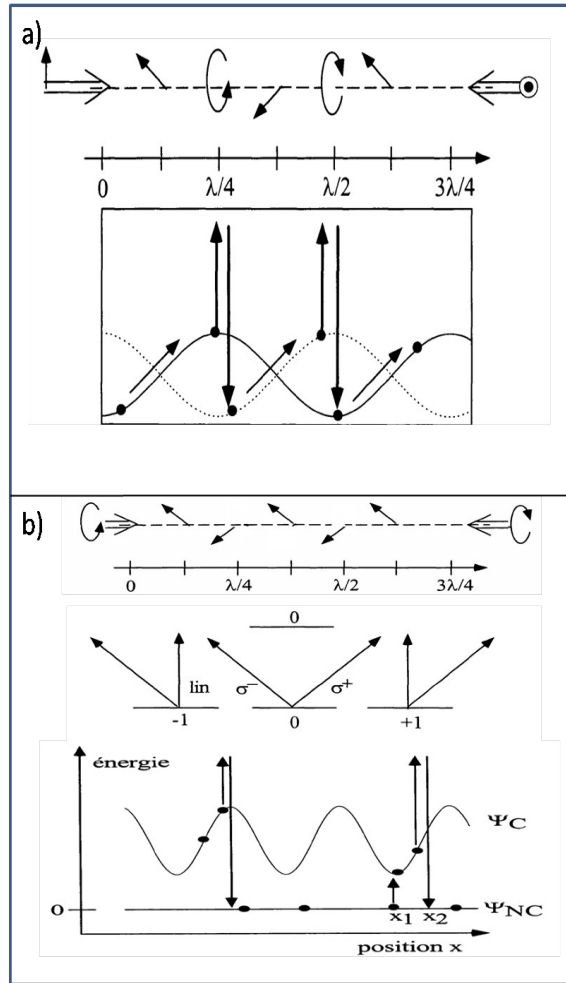 a)
0 λ/4 λ/2 3λ/4
b)
0 λ/4 λ/2 3λ/4
0
lin σ⁻ σ⁺
-1 0 +1
énergie
Ψ_C
0 x₁ x₂ Ψ_NC
position x